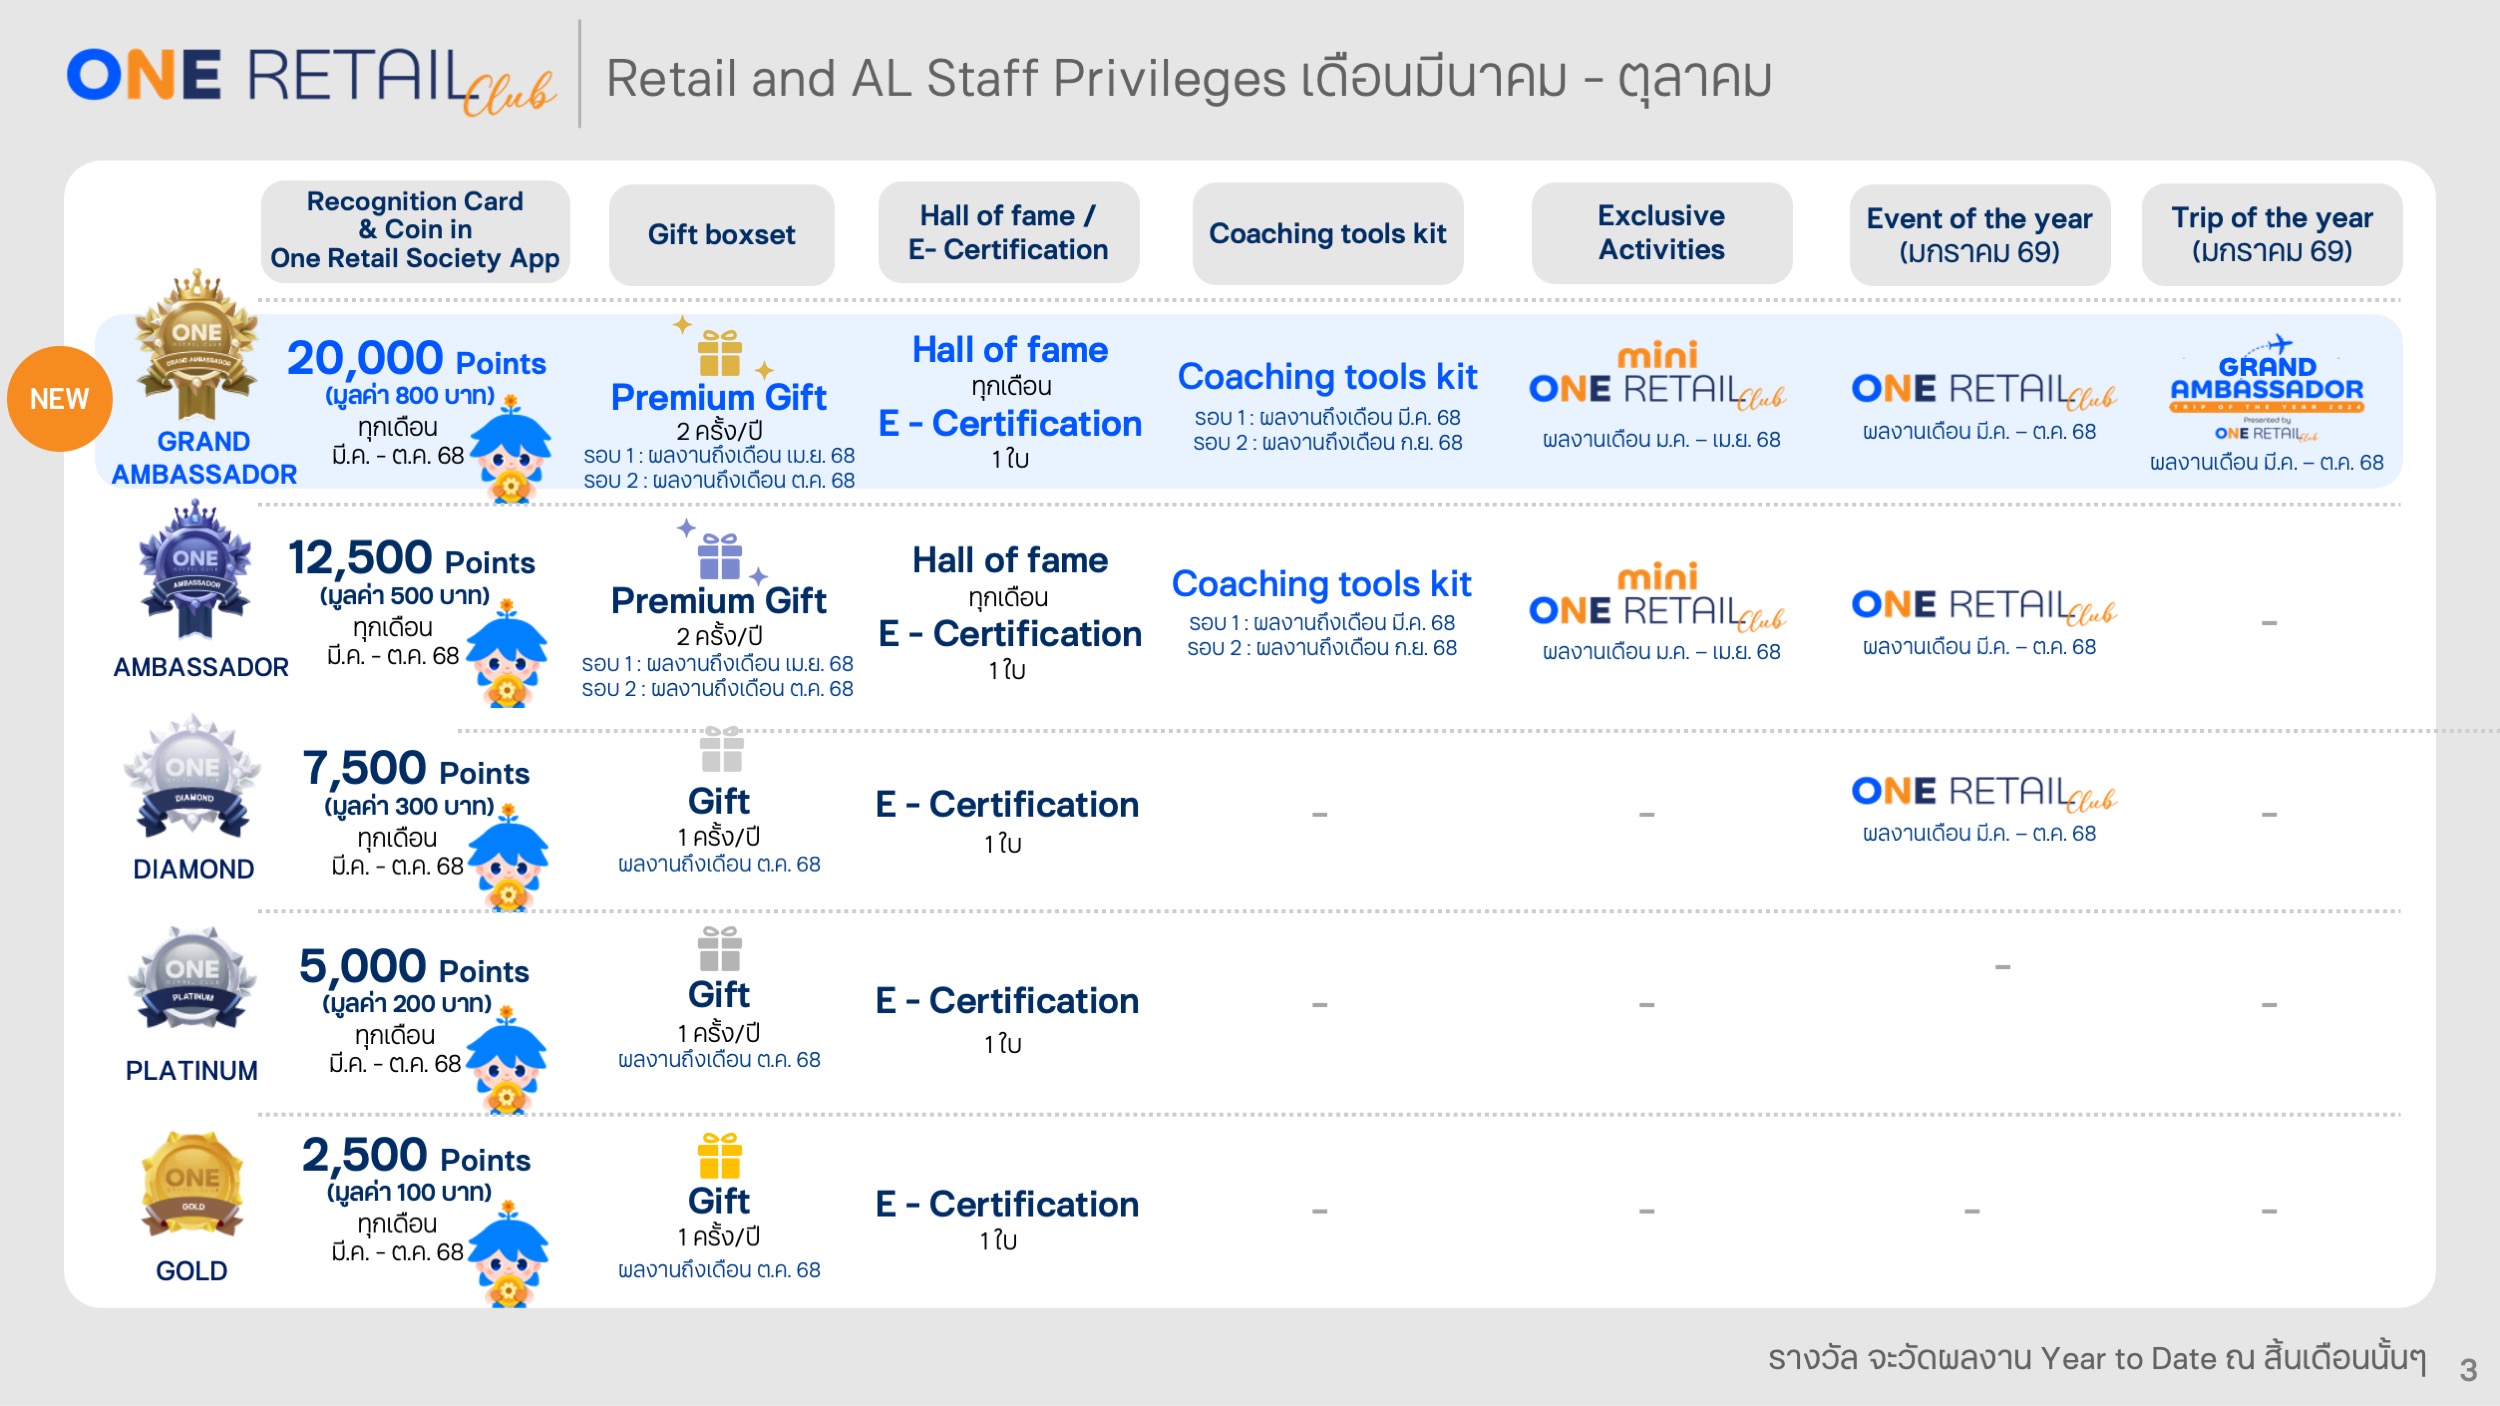 ONE RETAIL Club
Retail and AL Staff Privileges เดือนมีนาคม - ตุลาคม
Recognition Card
& Coin in
One Retail Society App
Gift boxset
Hall of fame /
E- Certification
Coaching tools kit
Exclusive
Activities
Event of the year
(มกราคม 69)
Trip of the year
(มกราคม 69)
NEW
ONE
GRAND AMBASSADOR
GRAND
AMBASSADOR
20,000 Points
(มูลค่า 800 บาท)
ทุกเดือน
มี.ค. - ต.ค. 68
Premium Gift
2 ครั้ง/ปี
รอบ 1 : ผลงานถึงเดือน เม.ย. 68
รอบ 2 : ผลงานถึงเดือน ต.ค. 68
Hall of fame
ทุกเดือน
E - Certification
1 ใบ
Coaching tools kit
รอบ 1 : ผลงานถึงเดือน มี.ค. 68
รอบ 2 : ผลงานถึงเดือน ก.ย. 68
mini
ONE RETAIL Club
ผลงานเดือน ม.ค. – เม.ย. 68
ONE RETAIL Club
ผลงานเดือน มี.ค. – ต.ค. 68
GRAND
AMBASSADOR
TRIP OF THE YEAR 2024
Presented by
ONE RETAIL Club
ผลงานเดือน มี.ค. – ต.ค. 68
ONE
AMBASSADOR
AMBASSADOR
12,500 Points
(มูลค่า 500 บาท)
ทุกเดือน
มี.ค. - ต.ค. 68
Premium Gift
2 ครั้ง/ปี
รอบ 1 : ผลงานถึงเดือน เม.ย. 68
รอบ 2 : ผลงานถึงเดือน ต.ค. 68
Hall of fame
ทุกเดือน
E - Certification
1 ใบ
Coaching tools kit
รอบ 1 : ผลงานถึงเดือน มี.ค. 68
รอบ 2 : ผลงานถึงเดือน ก.ย. 68
mini
ONE RETAIL Club
ผลงานเดือน ม.ค. – เม.ย. 68
ONE RETAIL Club
ผลงานเดือน มี.ค. – ต.ค. 68
-
ONE
DIAMOND
DIAMOND
7,500 Points
(มูลค่า 300 บาท)
ทุกเดือน
มี.ค. - ต.ค. 68
Gift
1 ครั้ง/ปี
ผลงานถึงเดือน ต.ค. 68
E - Certification
1 ใบ
-
-
ONE RETAIL Club
ผลงานเดือน มี.ค. – ต.ค. 68
-
ONE
PLATINUM
PLATINUM
5,000 Points
(มูลค่า 200 บาท)
ทุกเดือน
มี.ค. - ต.ค. 68
Gift
1 ครั้ง/ปี
ผลงานถึงเดือน ต.ค. 68
E - Certification
1 ใบ
-
-
-
-
ONE
GOLD
GOLD
2,500 Points
(มูลค่า 100 บาท)
ทุกเดือน
มี.ค. - ต.ค. 68
Gift
1 ครั้ง/ปี
ผลงานถึงเดือน ต.ค. 68
E - Certification
1 ใบ
-
-
-
-
รางวัล จะวัดผลงาน Year to Date ณ สิ้นเดือนนั้นๆ
3